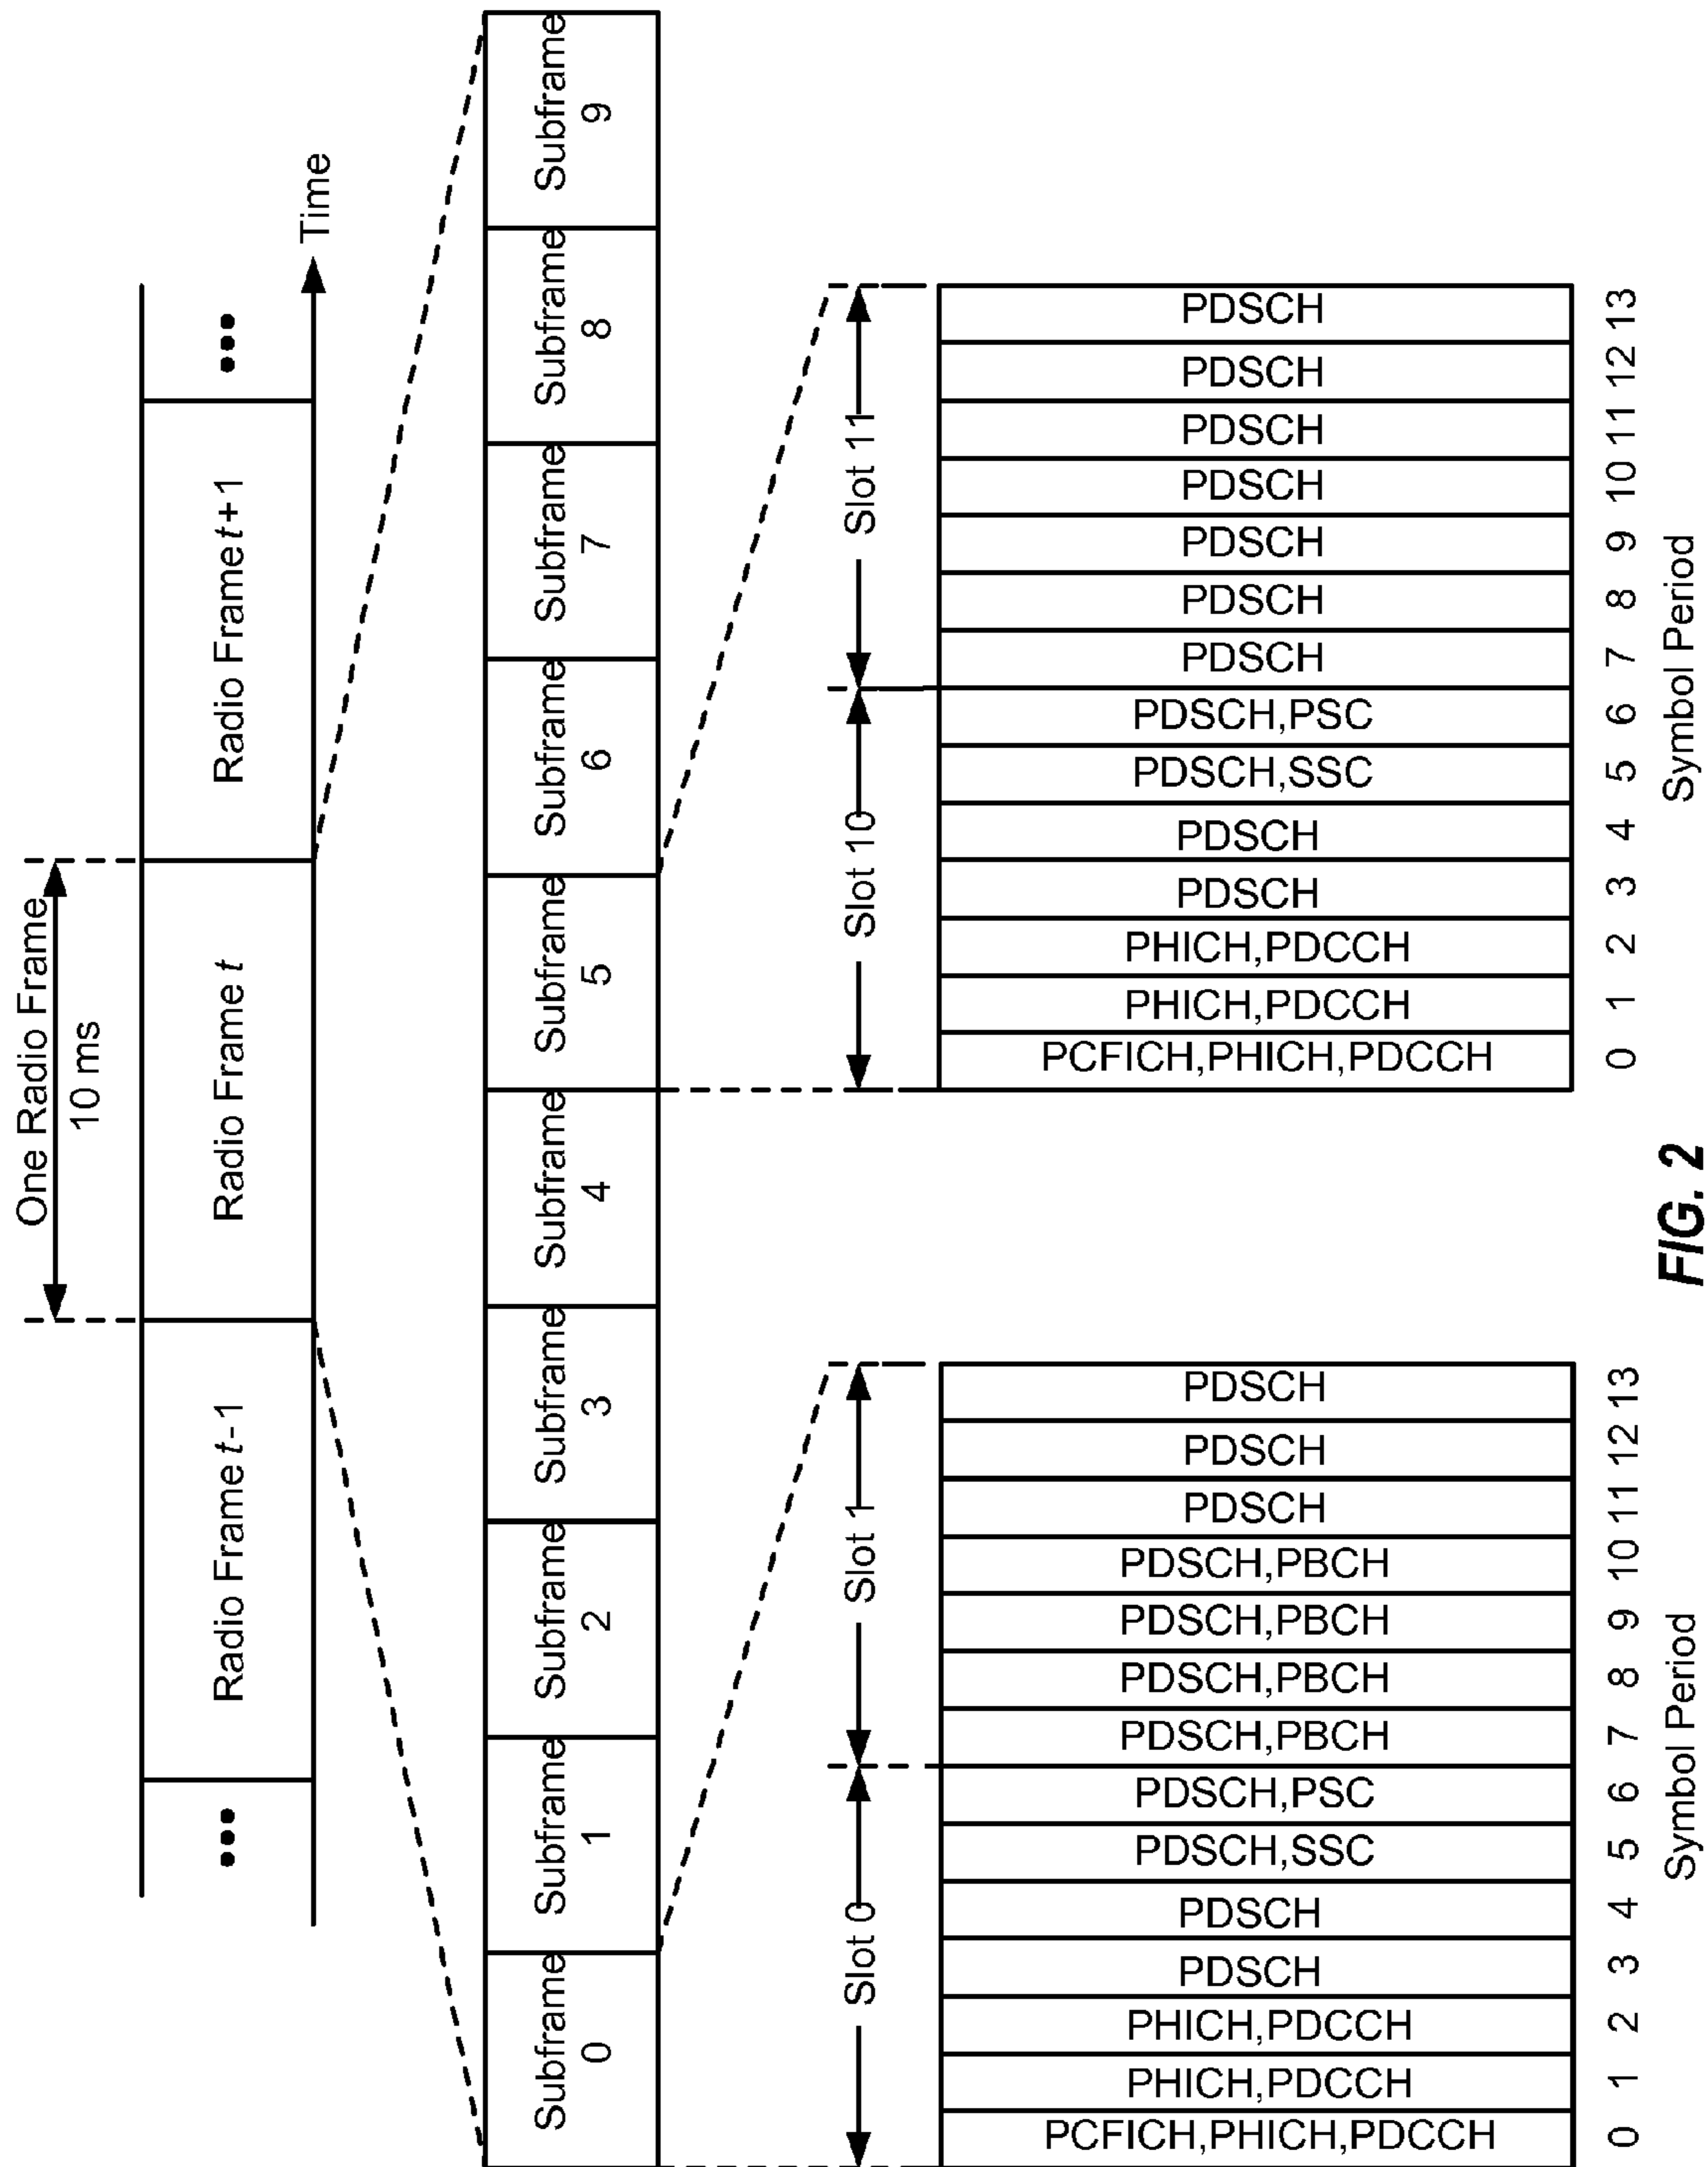 One Radio Frame
10 ms
•••
Radio Frame t-1
Radio Frame t
Radio Frame t+1
•••
Time
Subframe
0
Subframe
1
Subframe
2
Subframe
3
Subframe
4
Subframe
5
Subframe
6
Subframe
7
Subframe
8
Subframe
9
Slot 0
Slot 1
PCFICH,PHICH,PDCCH
PHICH,PDCCH
PHICH,PDCCH
PDSCH
PDSCH
PDSCH,SSC
PDSCH,PSC
PDSCH,PBCH
PDSCH,PBCH
PDSCH,PBCH
PDSCH,PBCH
PDSCH
PDSCH
PDSCH
0 1 2 3 4 5 6 7 8 9 10 11 12 13
Symbol Period
Slot 10
Slot 11
PCFICH,PHICH,PDCCH
PHICH,PDCCH
PHICH,PDCCH
PDSCH
PDSCH
PDSCH,SSC
PDSCH,PSC
PDSCH
PDSCH
PDSCH
PDSCH
PDSCH
PDSCH
PDSCH
0 1 2 3 4 5 6 7 8 9 10 11 12 13
Symbol Period
FIG. 2